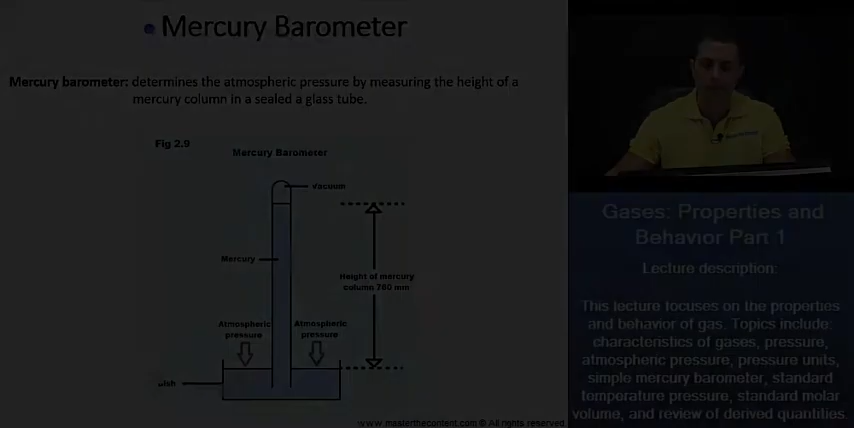 • Mercury Barometer
Mercury barometer: determines the atmospheric pressure by measuring the height of a
mercury column in a sealed a glass tube.
Fig 2.9
Mercury Barometer
Vacuum
Mercury
Height of mercury
column 760 mm
Atmospheric
pressure
Atmospheric
pressure
Dish
www.masterthecontent.com © All rights reserved
Gases: Properties and
Behavior Part 1
Lecture description:
This lecture focuses on the properties
and behavior of gas. Topics include:
characteristics of gases, pressure,
atmospheric pressure, pressure units,
simple mercury barometer, standard
temperature pressure, standard molar
volume, and review of derived quantities.